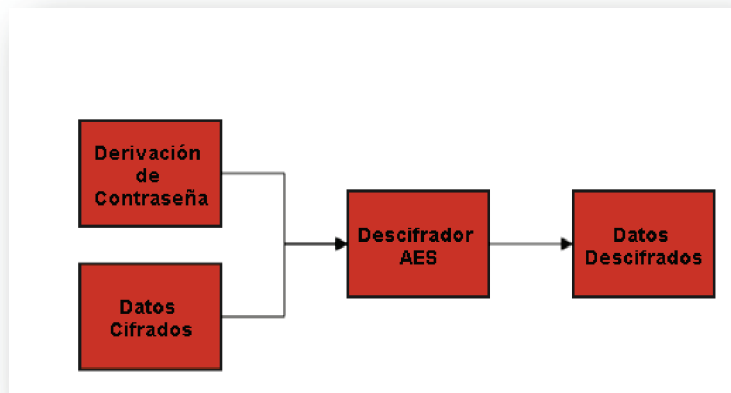 Derivación
de
Contraseña
Datos
Cifrados
Descifrador
AES
Datos
Descifrados